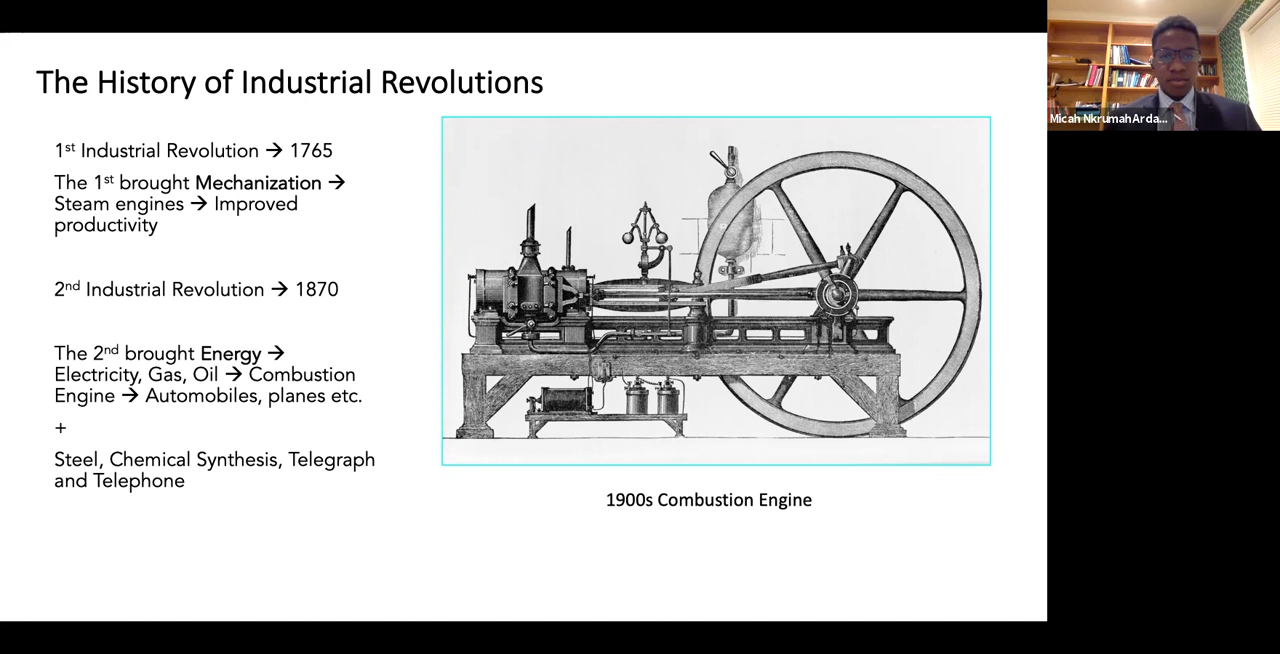 The History of Industrial Revolutions
1st Industrial Revolution → 1765
The 1st brought Mechanization →
Steam engines → Improved
productivity
2nd Industrial Revolution → 1870
The 2nd brought Energy →
Electricity, Gas, Oil → Combustion
Engine → Automobiles, planes etc.
+
Steel, Chemical Synthesis, Telegraph
and Telephone
1900s Combustion Engine
Micah NkrumahArda...